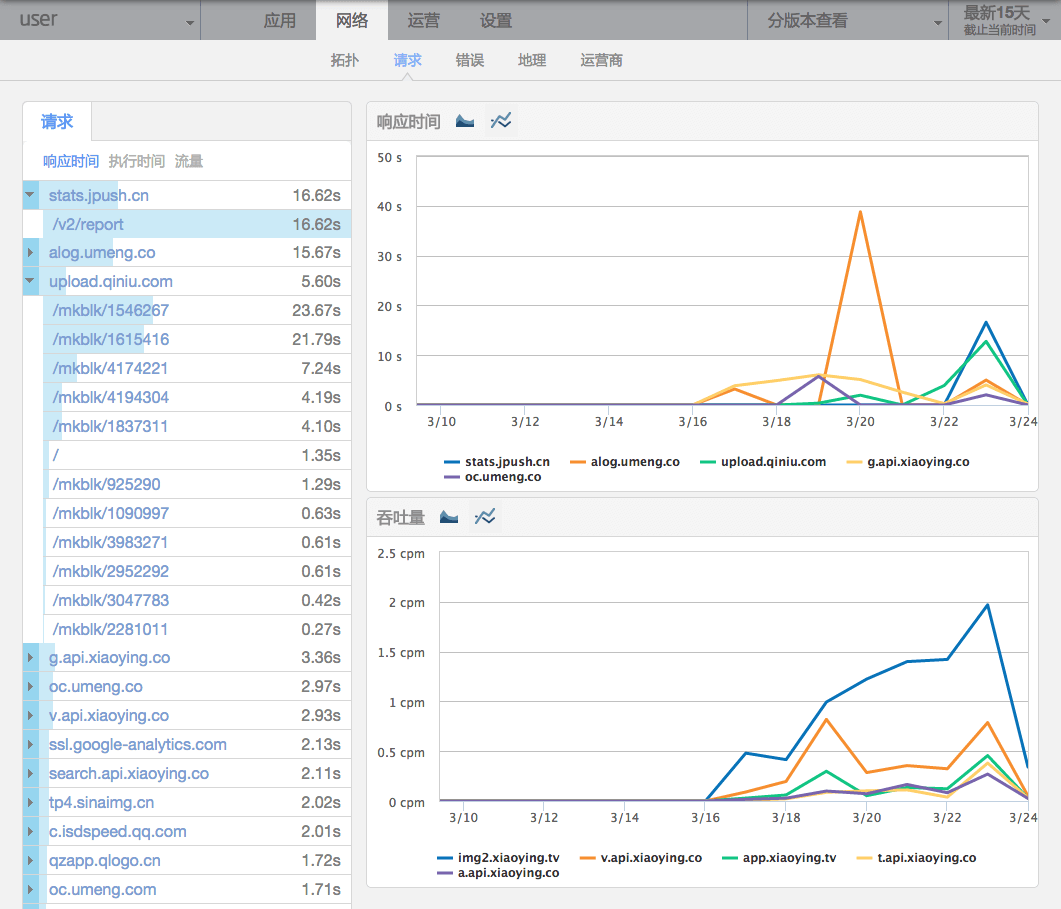 user 应用 网络 运营 设置 分版本查看 最新15天
截止当前时间
拓扑 请求 错误 地理 运营商
请求
响应时间 执行时间 流量
stats.jpush.cn 16.62s
/v2/report 16.62s
alog.umeng.co 15.67s
upload.qiniu.com 5.60s
/mkblk/1546267 23.67s
/mkblk/1615416 21.79s
/mkblk/4174221 7.24s
/mkblk/4194304 4.19s
/mkblk/1837311 4.10s
/ 1.35s
/mkblk/925290 1.29s
/mkblk/1090997 0.63s
/mkblk/3983271 0.61s
/mkblk/2952292 0.61s
/mkblk/3047783 0.42s
/mkblk/2281011 0.27s
g.api.xiaoying.co 3.36s
oc.umeng.co 2.97s
v.api.xiaoying.co 2.93s
ssl.google-analytics.com 2.13s
search.api.xiaoying.co 2.11s
tp4.sinaimg.cn 2.02s
c.isdspeed.qq.com 2.01s
qzapp.qlogo.cn 1.72s
oc.umeng.com 1.71s
响应时间
50 s
40 s
30 s
20 s
10 s
0 s
3/10 3/12 3/14 3/16 3/18 3/20 3/22 3/24
stats.jpush.cn alog.umeng.co upload.qiniu.com g.api.xiaoying.co
oc.umeng.co
吞吐量
2.5 cpm
2 cpm
1.5 cpm
1 cpm
0.5 cpm
0 cpm
3/10 3/12 3/14 3/16 3/18 3/20 3/22 3/24
img2.xiaoying.tv v.api.xiaoying.co app.xiaoying.tv t.api.xiaoying.co
a.api.xiaoying.co